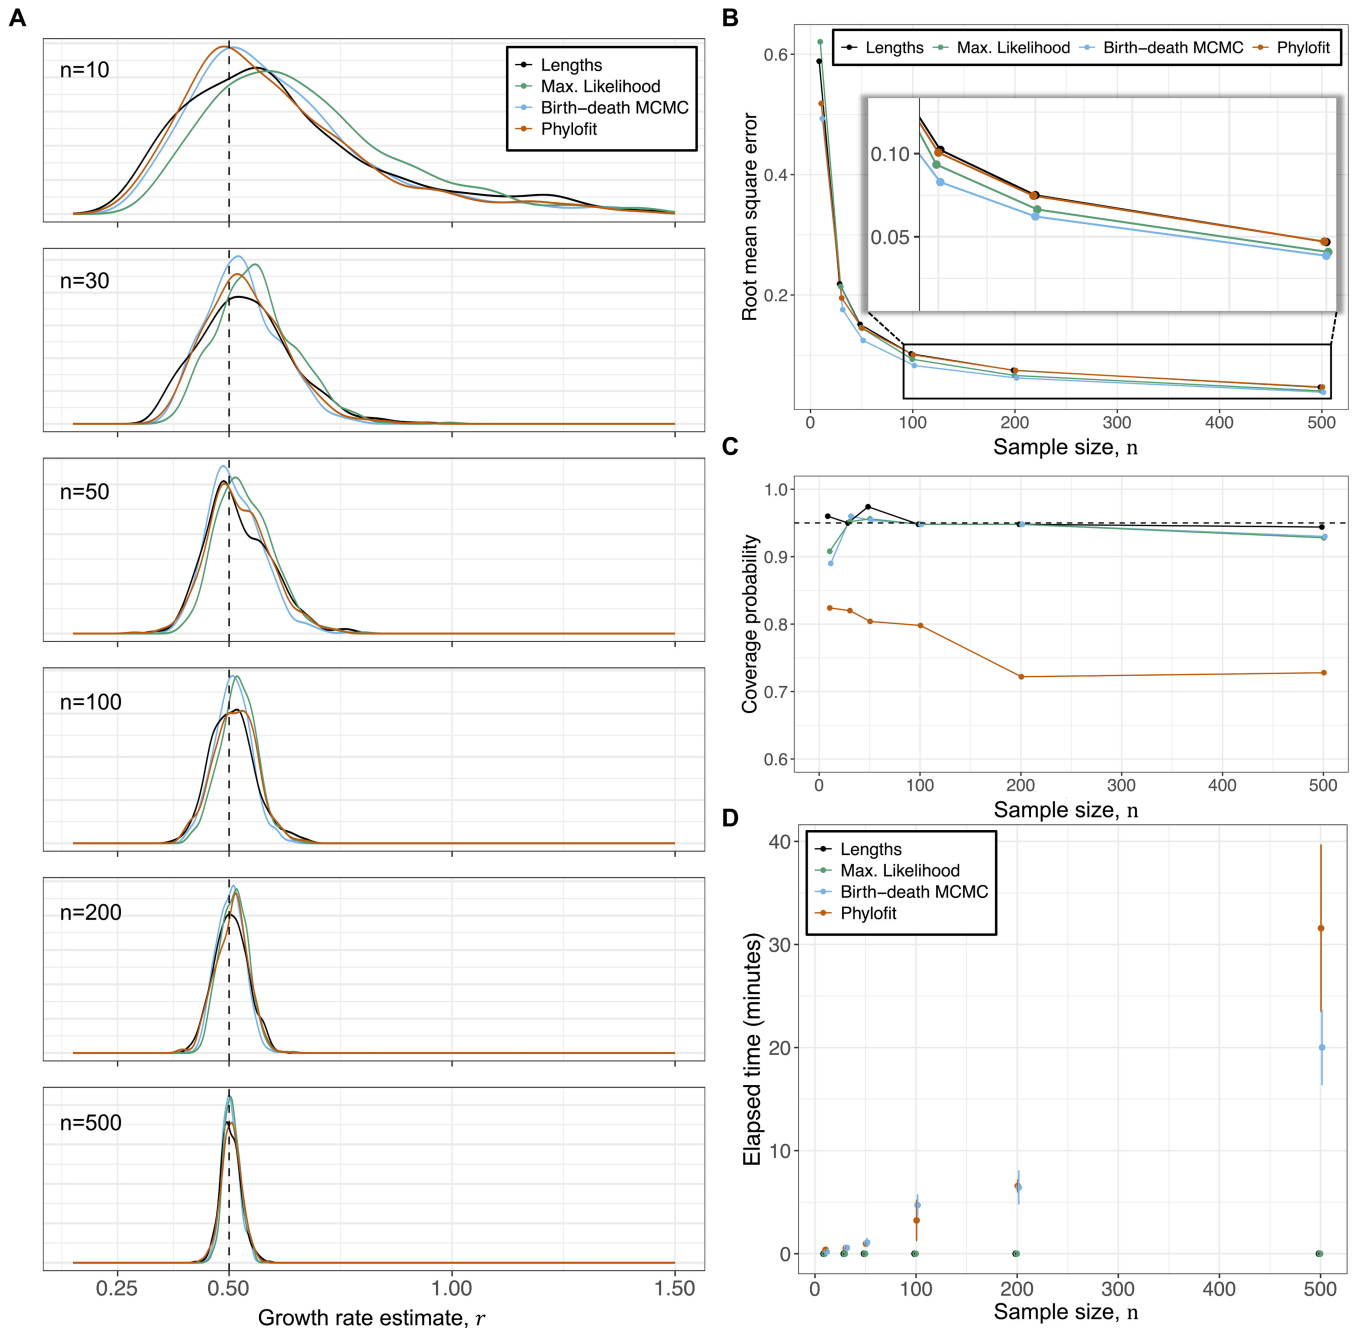 A
n=10
Lengths
Max. Likelihood
Birth−death MCMC
Phylofit
n=30
n=50
n=100
n=200
n=500
0.25 0.50 1.00 1.50
Growth rate estimate, r
B
Lengths Max. Likelihood Birth−death MCMC Phylofit
0.6
0.4
0.2
0.10
0.05
Root mean square error
0 100 200 300 400 500
Sample size, n
C
1.0
0.9
0.8
0.7
0.6
Coverage probability
0 100 200 300 400 500
Sample size, n
D
Lengths
Max. Likelihood
Birth−death MCMC
Phylofit
40
30
20
10
0
Elapsed time (minutes)
0 100 200 300 400 500
Sample size, n